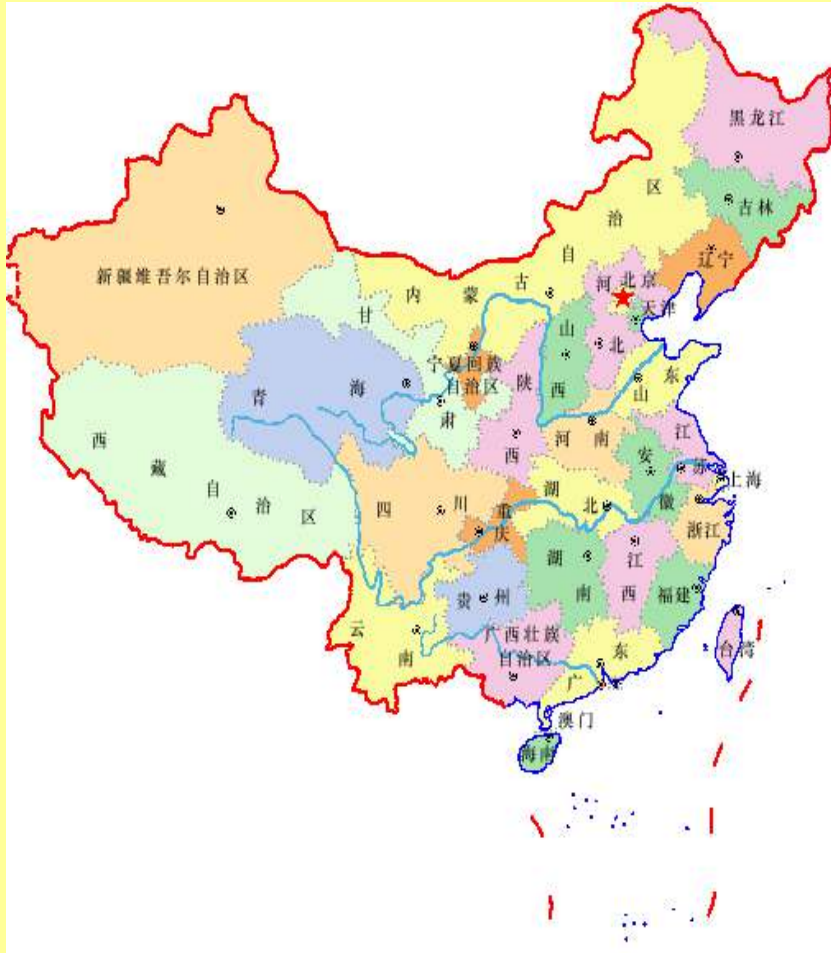 黑龙江
吉林
辽宁
内蒙古自治区
新疆维吾尔自治区
甘肃
北京
天津
河北
山西
宁夏回族
自治区
陕西
青海
山东
西藏自治区
河南
江苏
安徽
上海
四川
重庆
湖北
浙江
湖南
江西
贵州
福建
云南
广西壮族
自治区
广东
台湾
澳门
海南